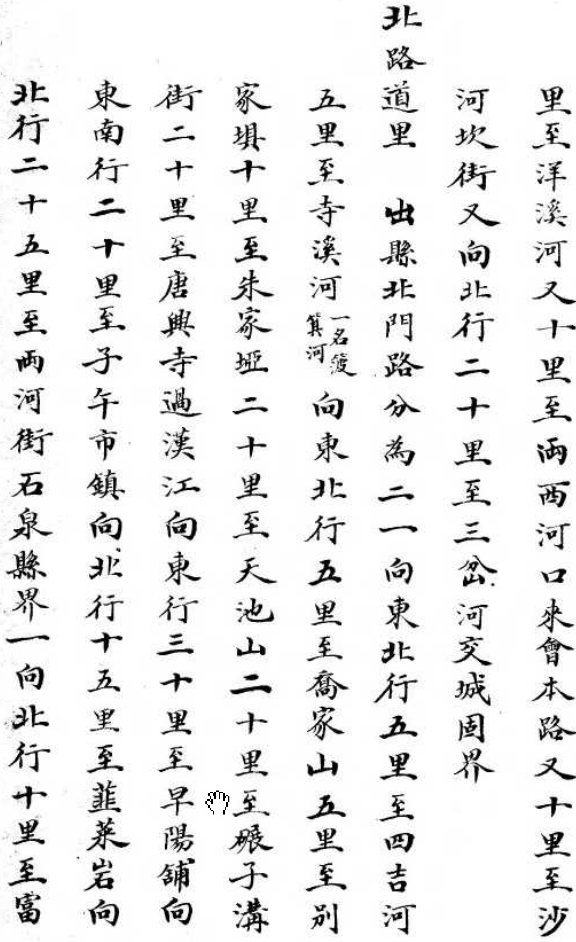 里至洋溪河又十里至兩西河口來會本路又十里至沙
河坎街又向北行二十里至三岔河交城固界
北路道里　出縣北門路分為二一向東北行五里至四吉河
五里至寺溪河一名筬箕河向東北行五里至喬家山五里至別
家埧十里至朱家埡二十里至天池山二十里至碾子溝
街二十里至唐興寺過漢江向東行三十里至早陽舖向
東南行二十里至子午市鎮向北行十五里至韮菜岩向
北行二十五里至兩河街石泉縣界一向北行十里至富